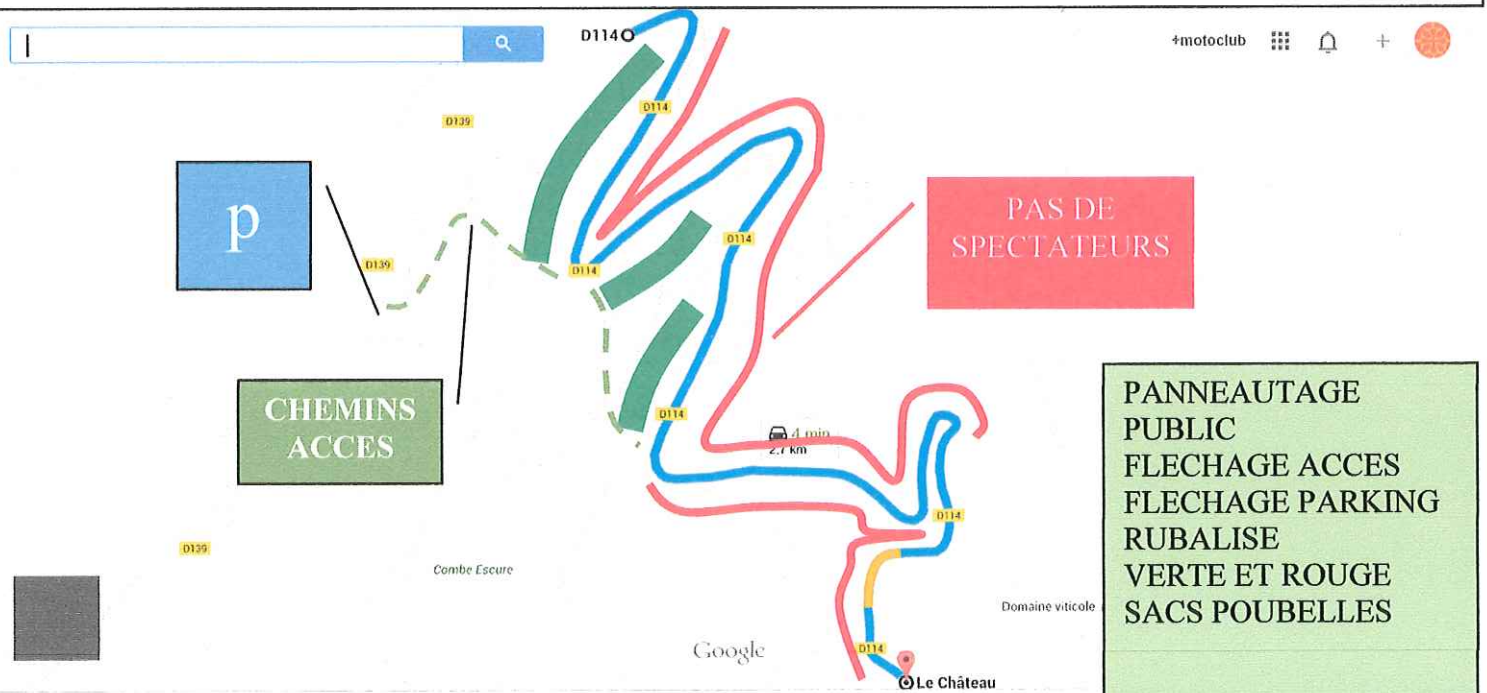 D114
+motoclub
D114
D139
p
PAS DE
SPECTATEURS
D114
D139
D114
CHEMINS
ACCES
D114
4 min
2.7 km
PANNEAUTAGE
PUBLIC
FLECHAGE ACCES
FLECHAGE PARKING
RUBALISE
VERTE ET ROUGE
SACS POUBELLES
D114
D139
Combe Escure
Domaine viticole
Google
D114
Le Château